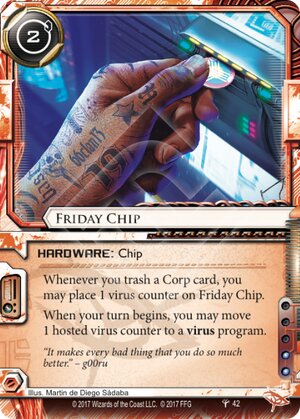 2
bodom13
13
FRIDAY CHIP
HARDWARE: Chip
Whenever you trash a Corp card, you
may place 1 virus counter on Friday Chip.
When your turn begins, you may move
1 hosted virus counter to a virus program.
"It makes every bad thing that you do so much
better." – g00ru
Illus. Martin de Diego Sádaba
© 2017 Wizards of the Coast LLC. © 2017 FFG
42